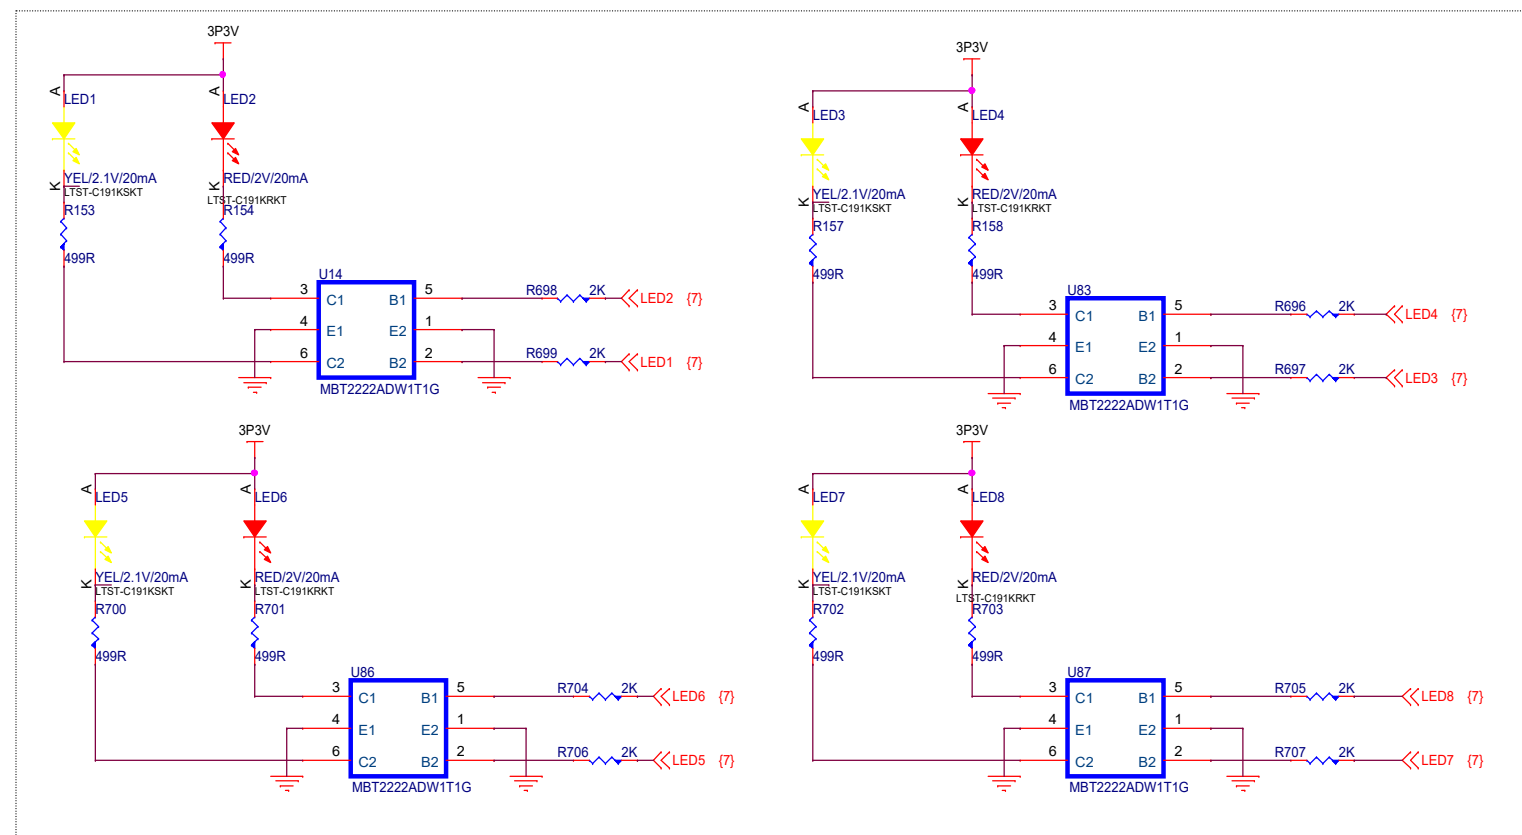 3P3V
A
LED1
A
LED2
K
YEL/2.1V/20mA
LTST-C191KSKT
R153
499R
K
RED/2V/20mA
LTST-C191KRKT
R154
499R
U14
3
C1
B1
5
4
E1
E2
1
6
C2
B2
2
MBT2222ADW1T1G
R698
2K
LED2 {7}
R699
2K
LED1 {7}
3P3V
A
LED3
A
LED4
K
YEL/2.1V/20mA
LTST-C191KSKT
R157
499R
K
RED/2V/20mA
LTST-C191KRKT
R158
499R
U83
3
C1
B1
5
4
E1
E2
1
6
C2
B2
2
MBT2222ADW1T1G
R696
2K
LED4 {7}
R697
2K
LED3 {7}
3P3V
A
LED5
A
LED6
K
YEL/2.1V/20mA
LTST-C191KSKT
R700
499R
K
RED/2V/20mA
LTST-C191KRKT
R701
499R
U86
3
C1
B1
5
4
E1
E2
1
6
C2
B2
2
MBT2222ADW1T1G
R704
2K
LED6 {7}
R706
2K
LED5 {7}
3P3V
A
LED7
A
LED8
K
YEL/2.1V/20mA
LTST-C191KSKT
R702
499R
K
RED/2V/20mA
LTST-C191KRKT
R703
499R
U87
3
C1
B1
5
4
E1
E2
1
6
C2
B2
2
MBT2222ADW1T1G
R705
2K
LED8 {7}
R707
2K
LED7 {7}